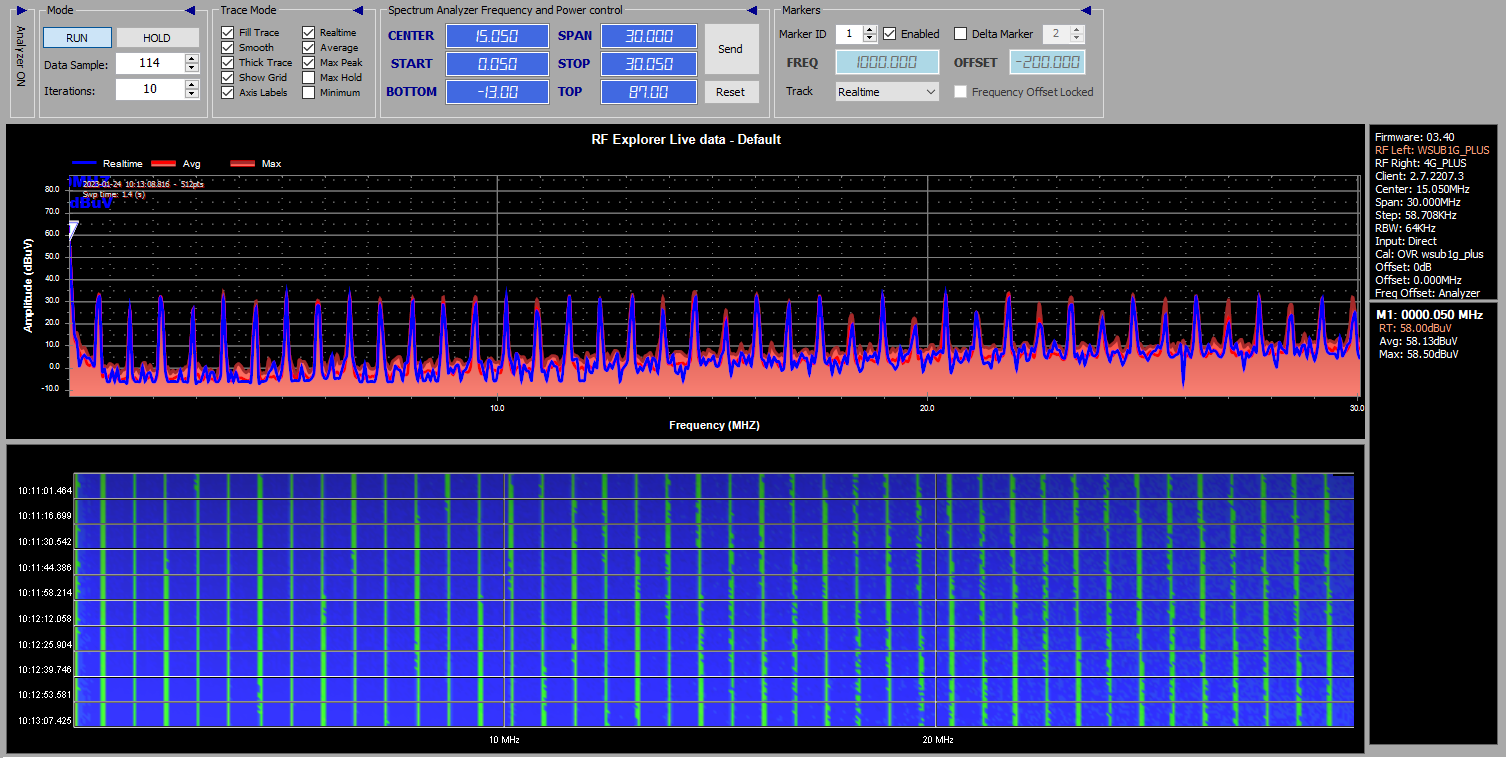 Analyzer ON
Mode
RUN HOLD
Data Sample: 114
Iterations: 10
Trace Mode
Fill Trace Realtime
Smooth Average
Thick Trace Max Peak
Show Grid Max Hold
Axis Labels Minimum
Spectrum Analyzer Frequency and Power control
CENTER 15.050 SPAN 30.000 Send
START 0.050 STOP 30.050
BOTTOM -13.00 TOP 87.00 Reset
Markers
Marker ID 1 Enabled Delta Marker 2
FREQ 1000.000 OFFSET -200.000
Track Realtime Frequency Offset Locked
RF Explorer Live data - Default
Realtime Avg Max
2023-01-24 10:13:08.816 - 512pts
Swp time: 1.4 (s)
dBuV
80.0
70.0
60.0
50.0
40.0
30.0
20.0
10.0
0.0
-10.0
Amplitude (dBuV)
10.0 20.0 30.0
Frequency (MHZ)
Firmware: 03.40
RF Left: WSUB1G_PLUS
RF Right: 4G_PLUS
Client: 2.7.2207.3
Center: 15.050MHz
Span: 30.000MHz
Step: 58.708KHz
RBW: 64KHz
Input: Direct
Cal: OVR wsub1g_plus
Offset: 0dB
Offset: 0.000MHz
Freq Offset: Analyzer
M1: 0000.050 MHz
RT: 58.00dBuV
Avg: 58.13dBuV
Max: 58.50dBuV
10:11:01.464
10:11:16.699
10:11:30.542
10:11:44.386
10:11:58.214
10:12:12.058
10:12:25.904
10:12:39.746
10:12:53.581
10:13:07.425
10 MHz 20 MHz